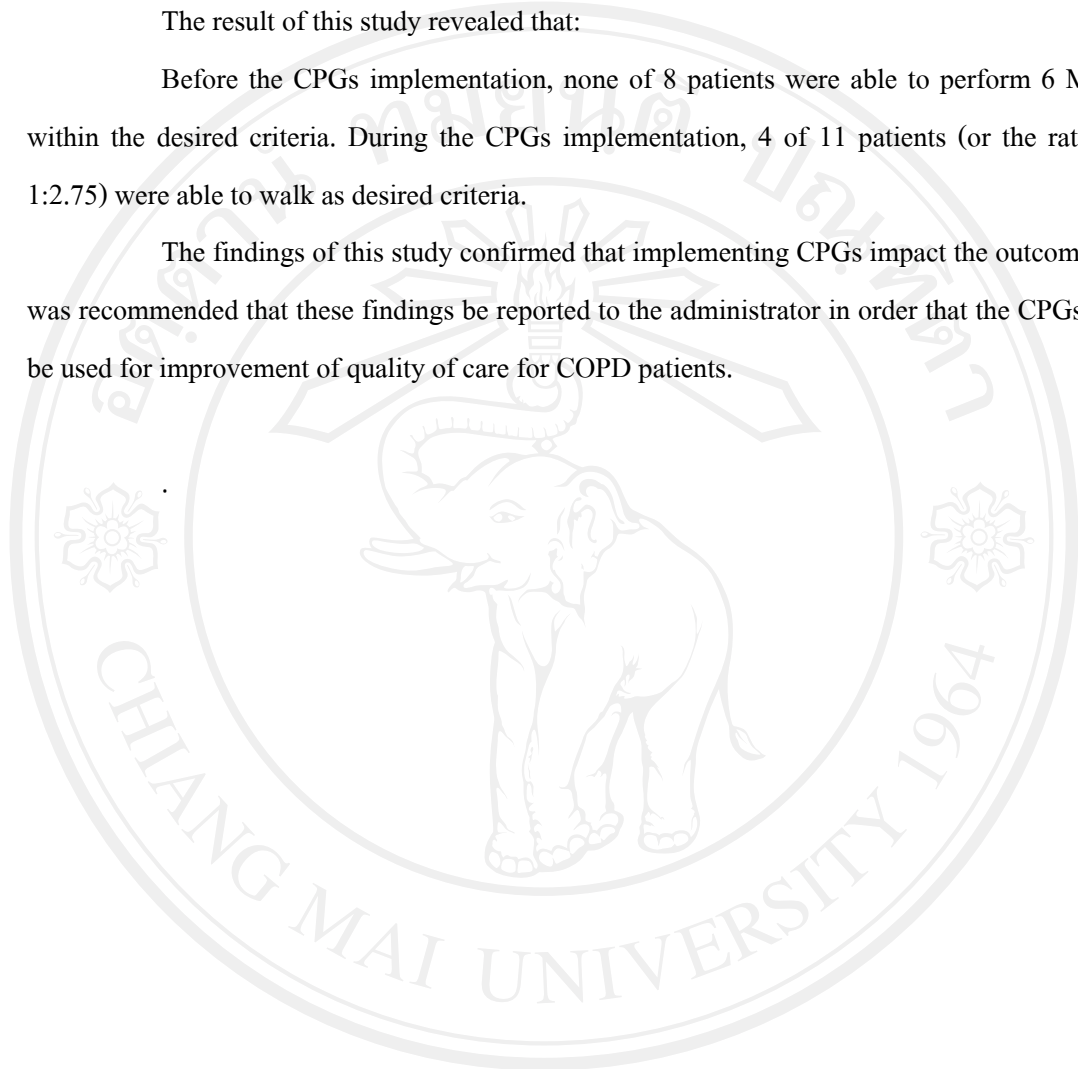 The result of this study revealed that:
Before the CPGs implementation, none of 8 patients were able to perform 6 M
within the desired criteria. During the CPGs implementation, 4 of 11 patients (or the rat
1:2.75) were able to walk as desired criteria.
The findings of this study confirmed that implementing CPGs impact the outcom
was recommended that these findings be reported to the administrator in order that the CPGs
be used for improvement of quality of care for COPD patients.
.
CHIANG MAI UNIVERSITY 1964